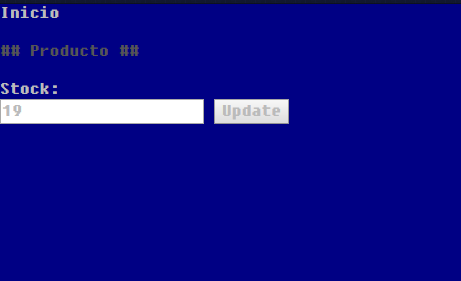 Inicio
## Producto ##
Stock:
19 Update